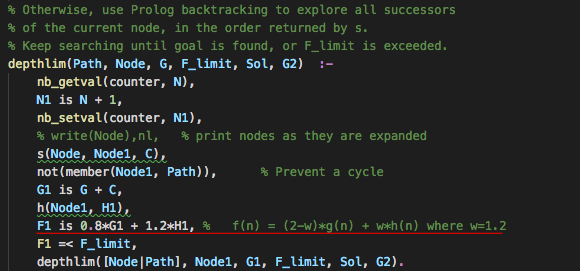 % Otherwise, use Prolog backtracking to explore all successors
% of the current node, in the order returned by s.
% Keep searching until goal is found, or F_limit is exceeded.
depthlim(Path, Node, G, F_limit, Sol, G2)  :-
    nb_getval(counter, N),
    N1 is N + 1,
    nb_setval(counter, N1),
    % write(Node),nl,   % print nodes as they are expanded
    s(Node, Node1, C),
    not(member(Node1, Path)),      % Prevent a cycle
    G1 is G + C,
    h(Node1, H1),
    F1 is 0.8*G1 + 1.2*H1, %   f(n) = (2-w)*g(n) + w*h(n) where w=1.2
    F1 =< F_limit,
    depthlim([Node|Path], Node1, G1, F_limit, Sol, G2).